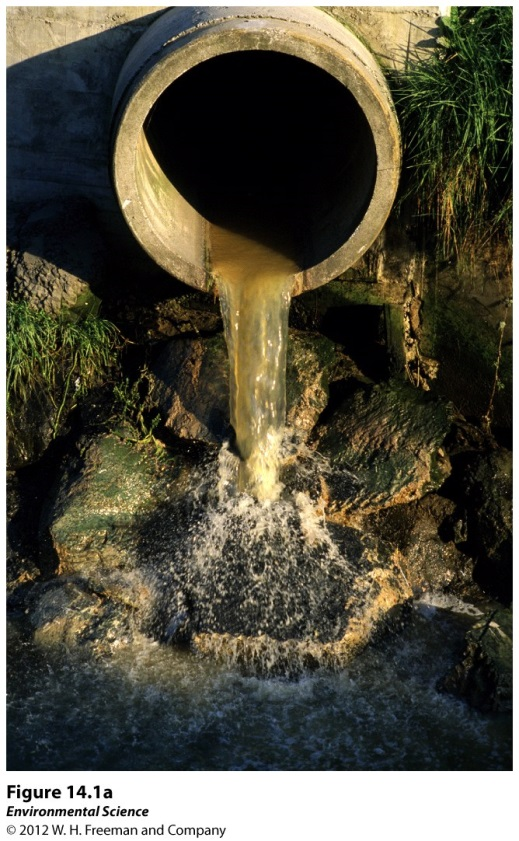 Figure 14.1a
Environmental Science
© 2012 W. H. Freeman and Company